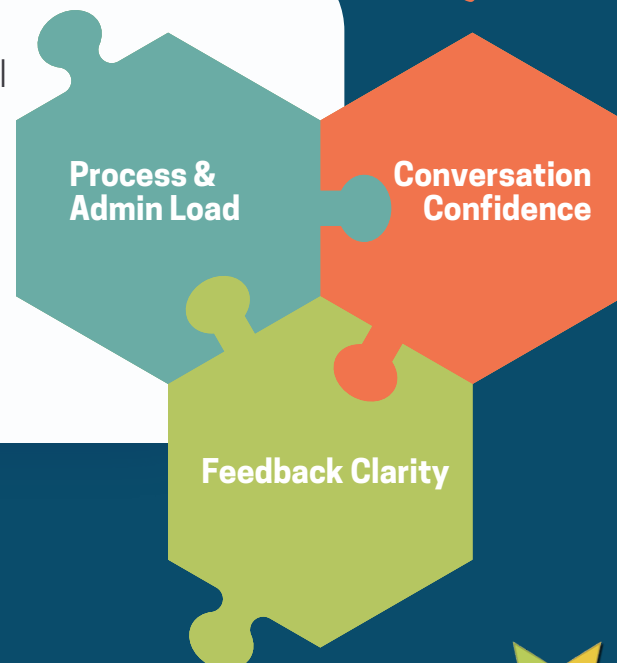 Process &
Admin Load
Conversation
Confidence
Feedback Clarity